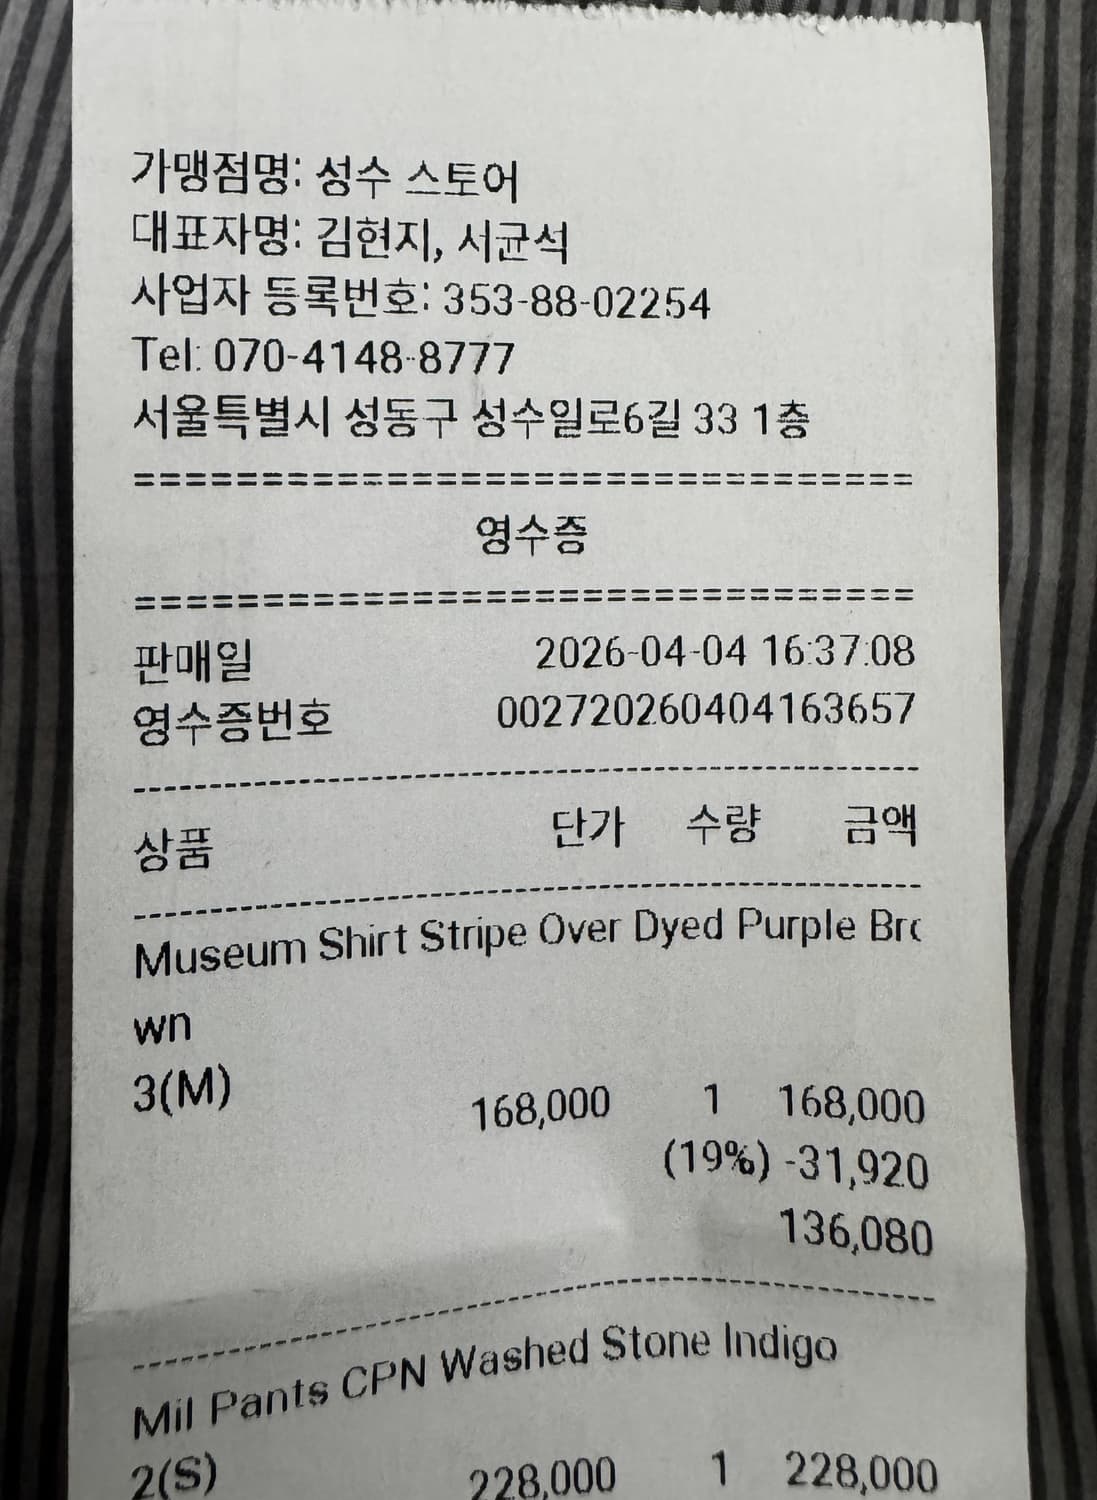 가맹점명: 성수 스토어
대표자명: 김현지, 서균석
사업자 등록번호: 353-88-02254
Tel: 070-4148-8777
서울특별시 성동구 성수일로6길 33 1층
===============================
영수증
===============================
판매일 2026-04-04 16:37:08
영수증번호 002720260404163657
상품 단가 수량 금액
Museum Shirt Stripe Over Dyed Purple Bro
wn
3(M) 168,000 1 168,000
(19%) -31,920
136,080
Mil Pants CPN Washed Stone Indigo
2(S) 228,000 1 228,000